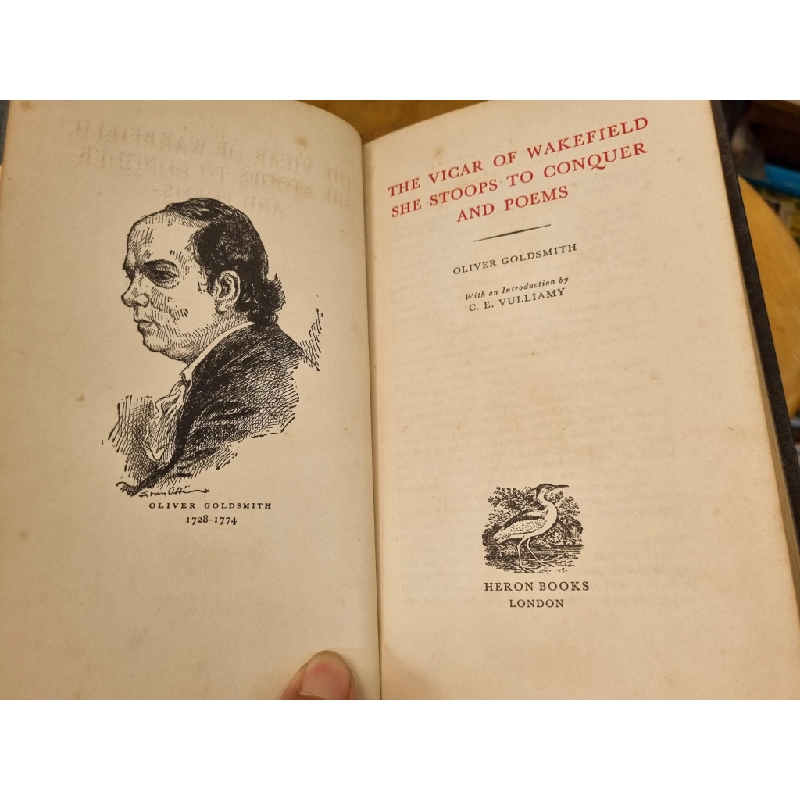 OLIVER GOLDSMITH
1728-1774
THE VICAR OF WAKEFIELD
SHE STOOPS TO CONQUER
AND POEMS
OLIVER GOLDSMITH
With an Introduction by
C. E. VULLIAMY
HERON BOOKS
LONDON